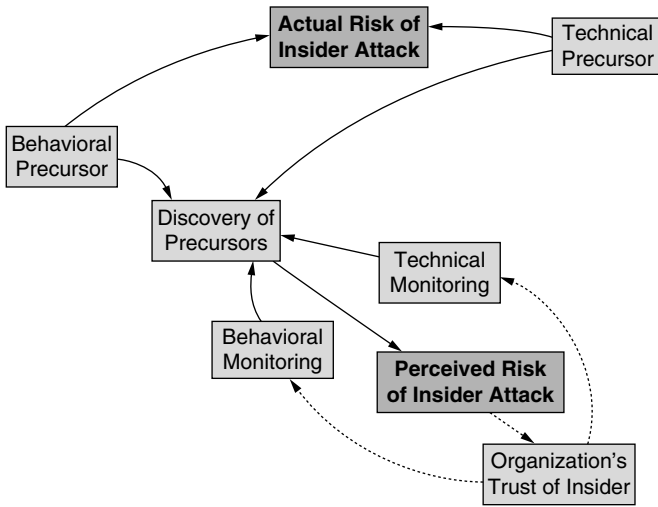 Actual Risk of
Insider Attack
Technical
Precursor
Behavioral
Precursor
Discovery of
Precursors
Technical
Monitoring
Behavioral
Monitoring
Perceived Risk
of Insider Attack
Organization’s
Trust of Insider